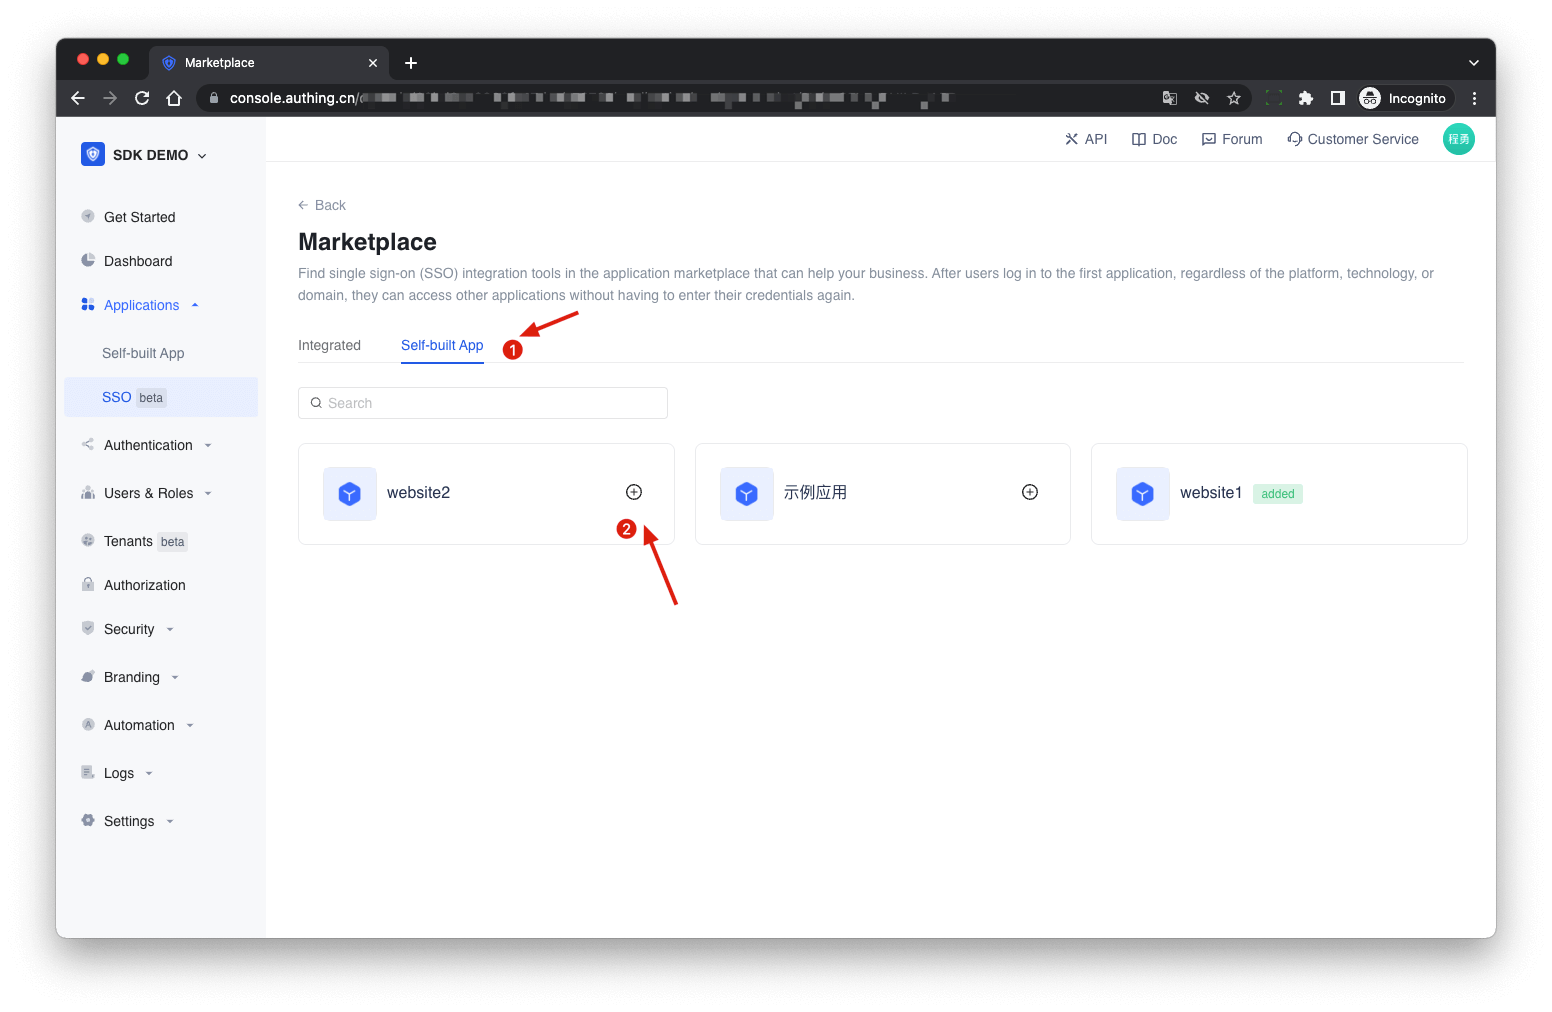 Marketplace
console.authing.cn/
Incognito
SDK DEMO
API
Doc
Forum
Customer Service
程勇
Get Started
Dashboard
Applications
Self-built App
SSO beta
Authentication
Users & Roles
Tenants beta
Authorization
Security
Branding
Automation
Logs
Settings
Back
Marketplace
Find single sign-on (SSO) integration tools in the application marketplace that can help your business. After users log in to the first application, regardless of the platform, technology, or
domain, they can access other applications without having to enter their credentials again.
Integrated
Self-built App
1
Search
website2
2
示例应用
website1 added